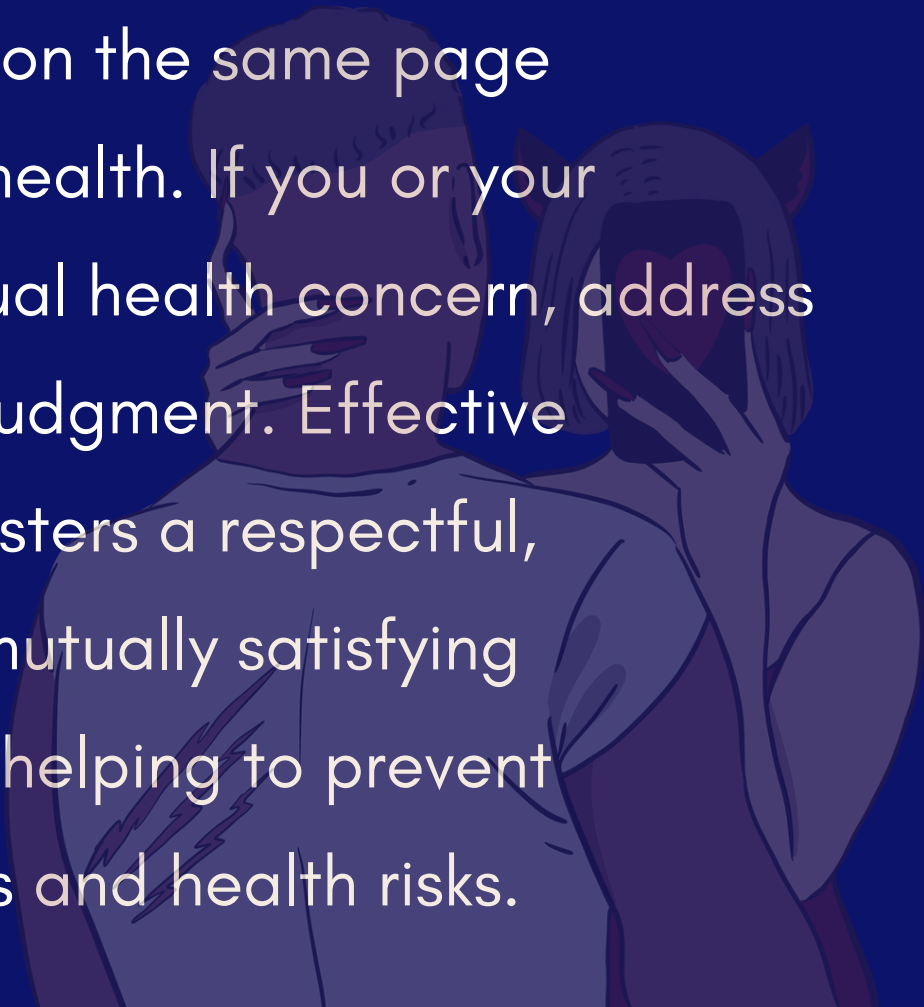 on the same page
health. If you or your
ual health concern, address
udgment. Effective
sters a respectful,
mutually satisfying
helping to prevent
s and health risks.